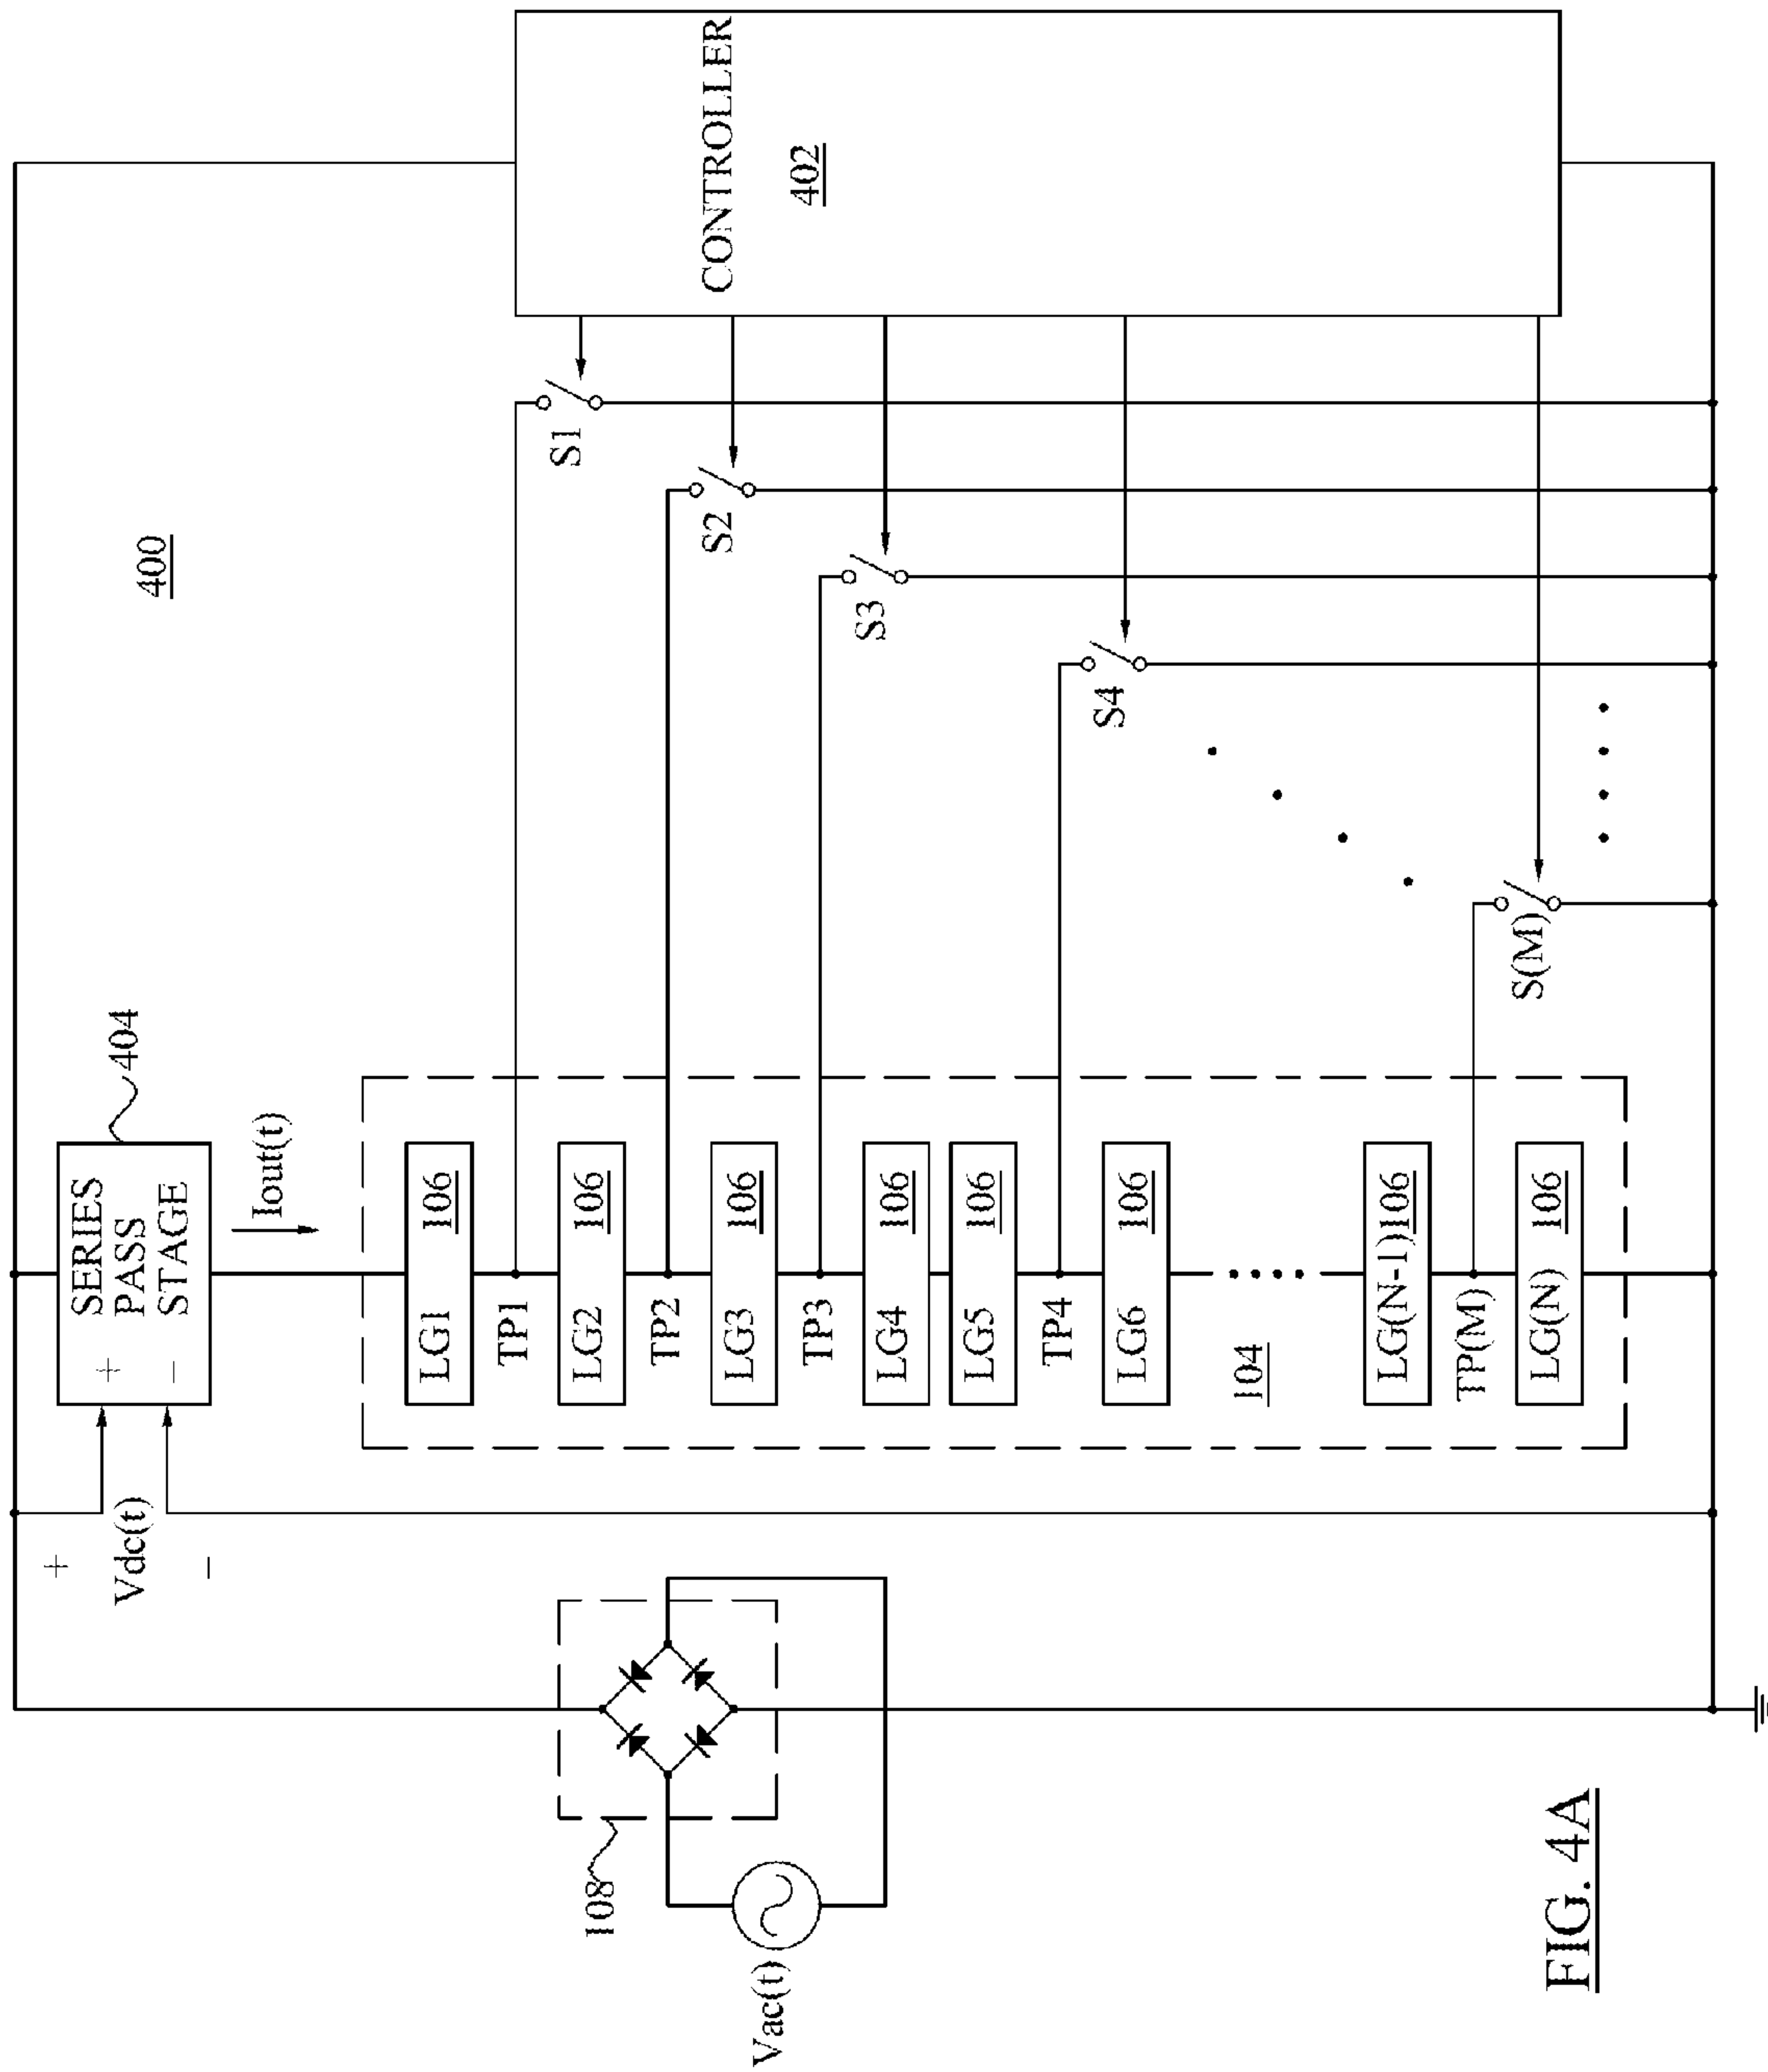 400
SERIES
PASS
STAGE
+
−
404
Iout(t)
+
Vdc(t)
−
CONTROLLER
402
S1
S2
S3
S4
S(M)
LG1 106
TP1
LG2 106
TP2
LG3 106
TP3
LG4 106
LG5 106
TP4
LG6 106
104
LG(N-1)106
TP(M)
LG(N) 106
108
Vac(t)
FIG. 4A